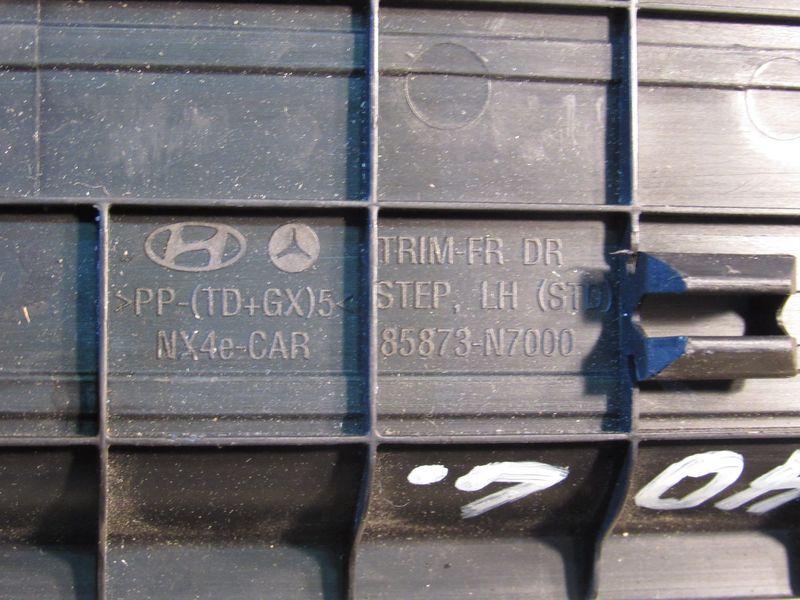 TRIM-FR DR
>PP-(TD+GX)5< STEP, LH (STD)
NX4e-CAR 85873-N7000